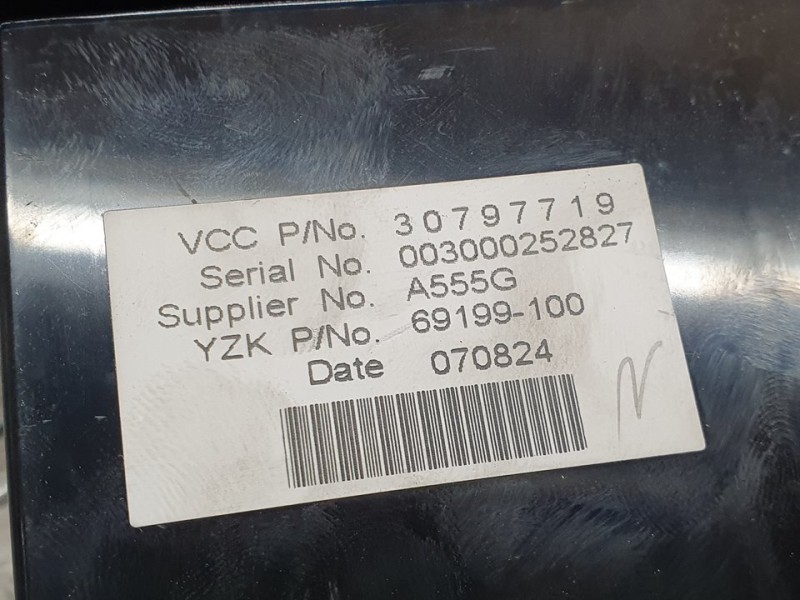 VCC P/No. 30797719
Serial No. 003000252827
Supplier No. A555G
YZK P/No. 69199-100
Date 070824
N